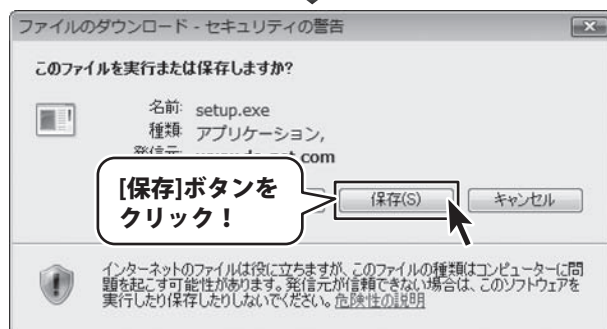 ファイルのダウンロード - セキュリティの警告
このファイルを実行または保存しますか?
名前: setup.exe
種類: アプリケーション,
発信元:
com
[保存]ボタンを
クリック!
保存(S)
キャンセル
インターネットのファイルは役に立ちますが、このファイルの種類はコンピューターに問
題を起こす可能性があります。発信元が信頼できない場合は、このソフトウェアを
実行したり保存したりしないでください。危険性の説明